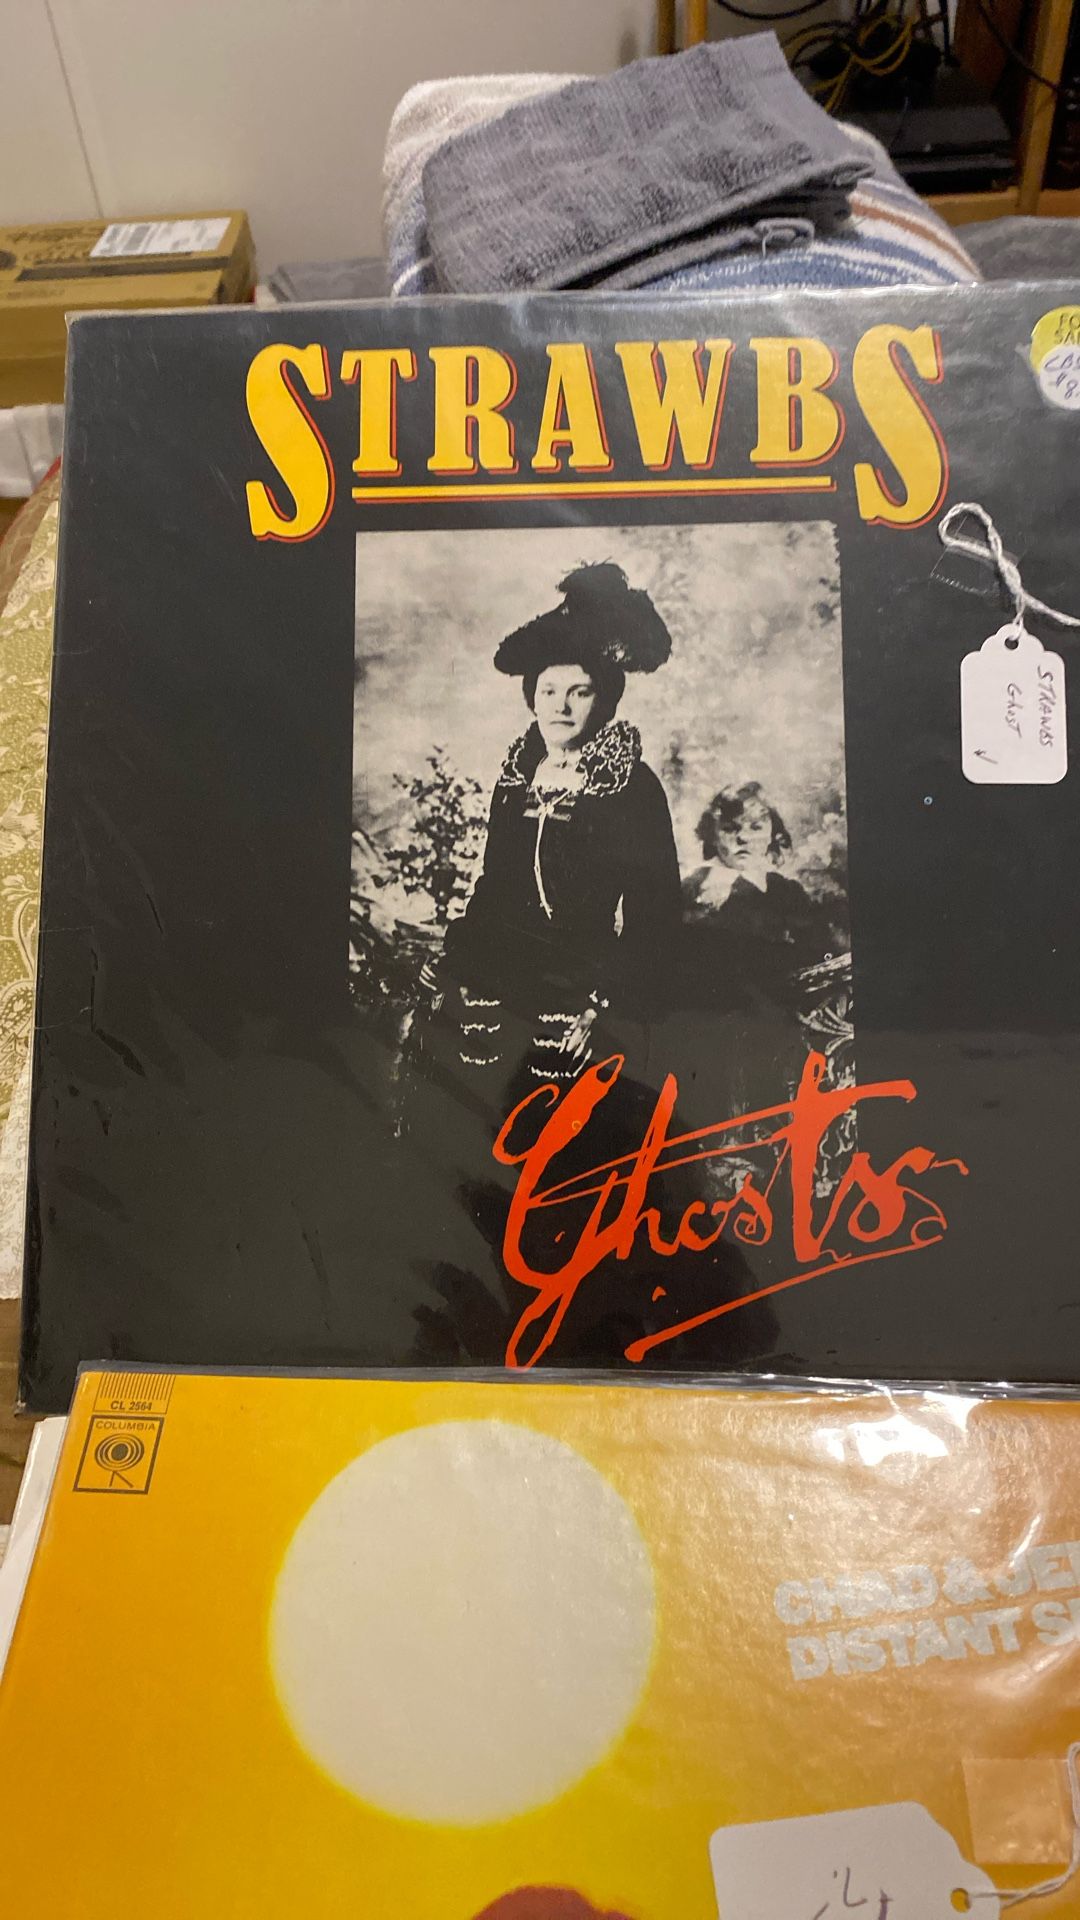 STRAWBS
STRAWBS
Ghost
Ghosts
CL 2564
COLUMBIA
CHAD & JE
DISTANT S